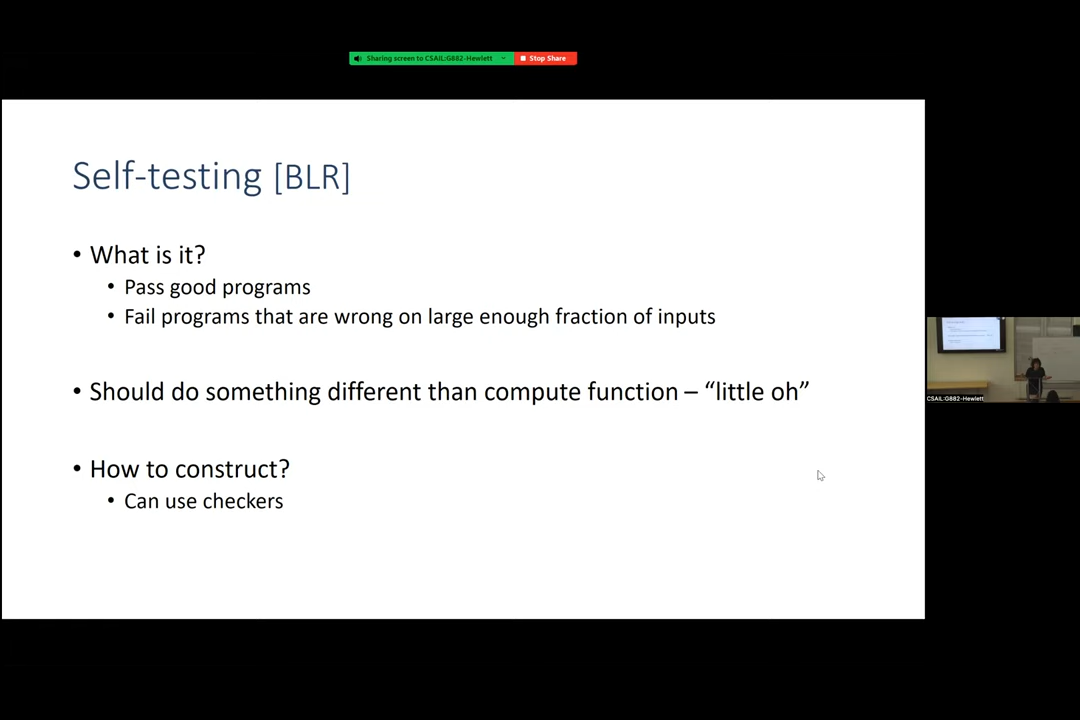 Sharing screen to CSAIL:G882-Hewlett
Stop Share
Self-testing [BLR]
• What is it?
• Pass good programs
• Fail programs that are wrong on large enough fraction of inputs
• Should do something different than compute function – “little oh”
• How to construct?
• Can use checkers
CSAIL:G882-Hewlett